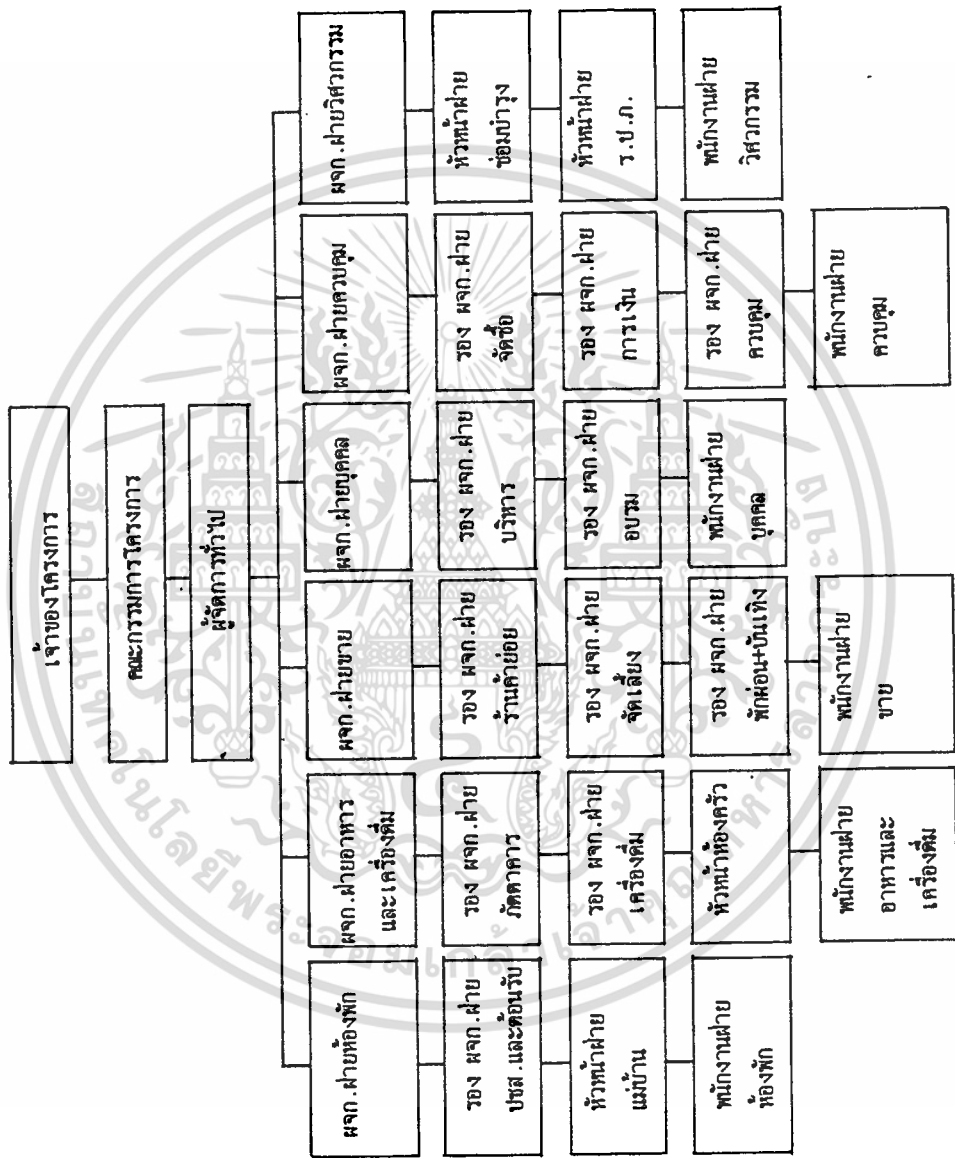 เจ้าของโครงการ
คณะกรรมการโครงการ
ผู้จัดการทั่วไป
ผจก.ฝ่ายห้องพัก
รอง ผจก.ฝ่าย
ปชส.และต้อนรับ
หัวหน้าฝ่าย
แม่บ้าน
พนักงานฝ่าย
ห้องพัก
ผจก.ฝ่ายอาหาร
และเครื่องดื่ม
รอง ผจก.ฝ่าย
ภัตตาคาร
รอง ผจก.ฝ่าย
เครื่องดื่ม
หัวหน้าห้องครัว
พนักงานฝ่าย
อาหารและ
เครื่องดื่ม
ผจก.ฝ่ายขาย
รอง ผจก.ฝ่าย
ร้านค้าย่อย
รอง ผจก.ฝ่าย
จัดเลี้ยง
รอง ผจก.ฝ่าย
พักผ่อน+บันเทิง
พนักงานฝ่าย
ขาย
ผจก.ฝ่ายบุคคล
รอง ผจก.ฝ่าย
บริหาร
รอง ผจก.ฝ่าย
อบรม
พนักงานฝ่าย
บุคคล
ผจก.ฝ่ายควบคุม
รอง ผจก.ฝ่าย
จัดซื้อ
รอง ผจก.ฝ่าย
การเงิน
รอง ผจก.ฝ่าย
ควบคุม
พนักงานฝ่าย
ควบคุม
ผจก.ฝ่ายวิศวกรรม
หัวหน้าฝ่าย
ซ่อมบำรุง
หัวหน้าฝ่าย
ร.ป.ภ.
พนักงานฝ่าย
วิศวกรรม